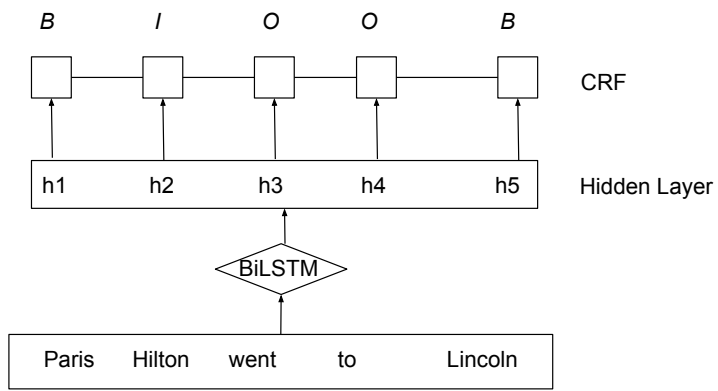 B I O O B
CRF
h1 h2 h3 h4 h5 Hidden Layer
BiLSTM
Paris Hilton went to Lincoln